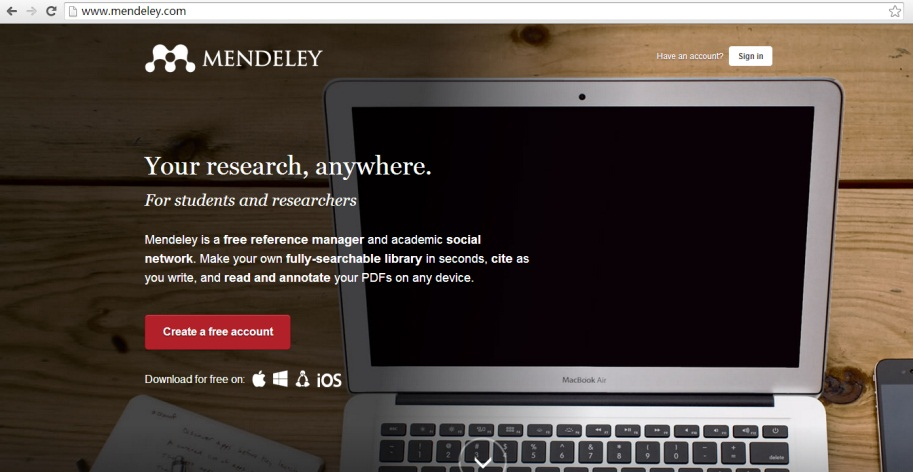 www.mendeley.com
MENDELEY
Have an account? Sign in
Your research, anywhere.
For students and researchers
Mendeley is a free reference manager and academic social
network. Make your own fully-searchable library in seconds, cite as
you write, and read and annotate your PDFs on any device.
Create a free account
Download for free on: iOS
MacBook Air
delete